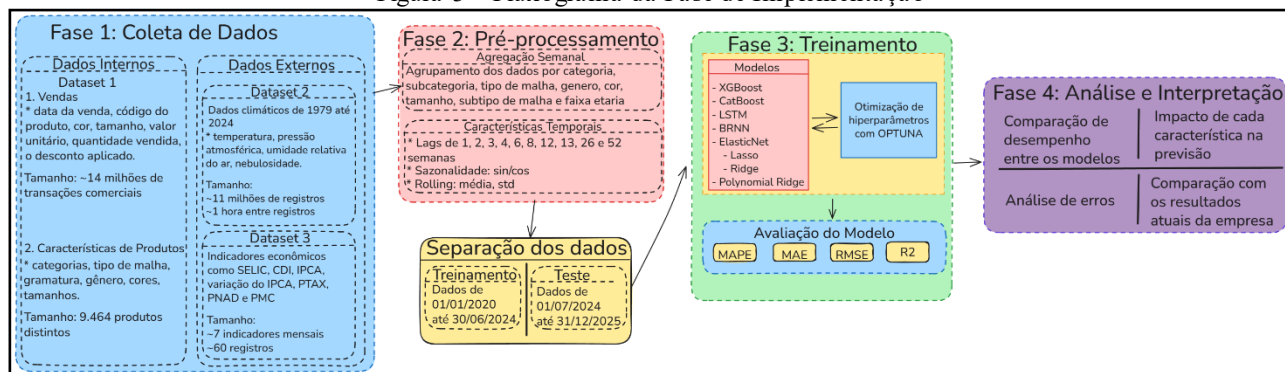 Fase 1: Coleta de Dados
Dados Internos
Dataset 1
1. Vendas
* data da venda, código do
produto, cor, tamanho, valor
unitário, quantidade vendida,
o desconto aplicado.
Tamanho: ~14 milhões de
transações comerciais
2. Características de Produtos
* categorias, tipo de malha,
gramatura, gênero, cores,
tamanhos.
Tamanho: 9.464 produtos
distintos
Dados Externos
Dataset 2
Dados climáticos de 1979 até
2024
* temperatura, pressão
atmosférica, umidade relativa
do ar, nebulosidade.
Tamanho:
~11 milhões de registros
~1 hora entre registros
Dataset 3
Indicadores econômicos
como SELIC, CDI, IPCA,
variação do IPCA, PTAX,
PNAD e PMC
Tamanho:
~7 indicadores mensais
~60 registros
Fase 2: Pré-processamento
Agregação Semanal
Agrupamento dos dados por categoria,
subcategoria, tipo de malha, genero, cor,
tamanho, subtipo de malha e faixa etaria
Características Temporais
* Lags de 1, 2, 3, 4, 6, 8, 12, 13, 26 e 52
semanas
* Sazonalidade: sin/cos
* Rolling: média, std
Separação dos dados
Treinamento
Dados de
01/01/2020
até 30/06/2024
Teste
Dados de
01/07/2024
até 31/12/2025
Fase 3: Treinamento
Modelos
- XGBoost
- CatBoost
- LSTM
- BRNN
- ElasticNet
- Lasso
- Ridge
- Polynomial Ridge
Otimização de
hiperparâmetros
com OPTUNA
Avaliação do Modelo
MAPE
MAE
RMSE
R2
Fase 4: Análise e Interpretação
Comparação de
desempenho
entre os modelos
Impacto de cada
característica na
previsão
Análise de erros
Comparação com
os resultados
atuais da empresa